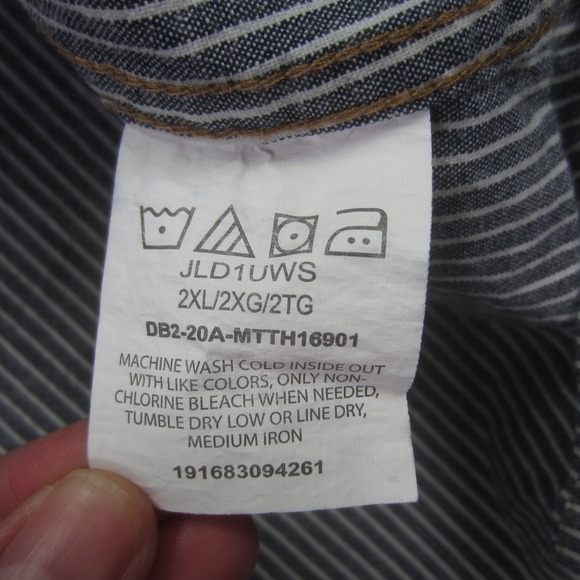 JLD1UWS
2XL/2XG/2TG
DB2-20A-MTTH16901
MACHINE WASH COLD INSIDE OUT
WITH LIKE COLORS, ONLY NON-
CHLORINE BLEACH WHEN NEEDED,
TUMBLE DRY LOW OR LINE DRY,
MEDIUM IRON
191683094261